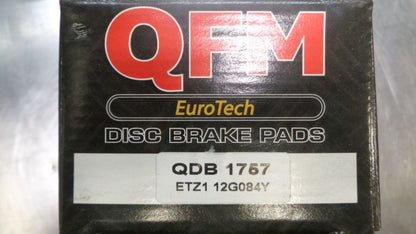 QFM
EuroTech
DISC BRAKE PADS
QDB 1757
ETZ1 12G084Y